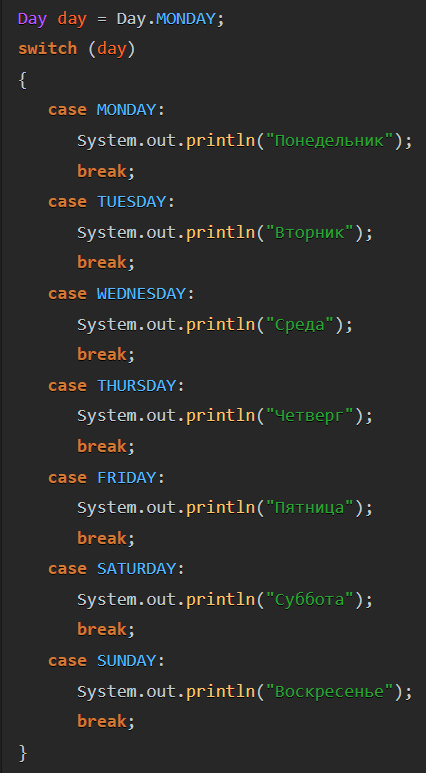 Day day = Day.MONDAY;
switch (day)
{
   case MONDAY:
      System.out.println("Понедельник");
      break;
   case TUESDAY:
      System.out.println("Вторник");
      break;
   case WEDNESDAY:
      System.out.println("Среда");
      break;
   case THURSDAY:
      System.out.println("Четверг");
      break;
   case FRIDAY:
      System.out.println("Пятница");
      break;
   case SATURDAY:
      System.out.println("Суббота");
      break;
   case SUNDAY:
      System.out.println("Воскресенье");
      break;
}